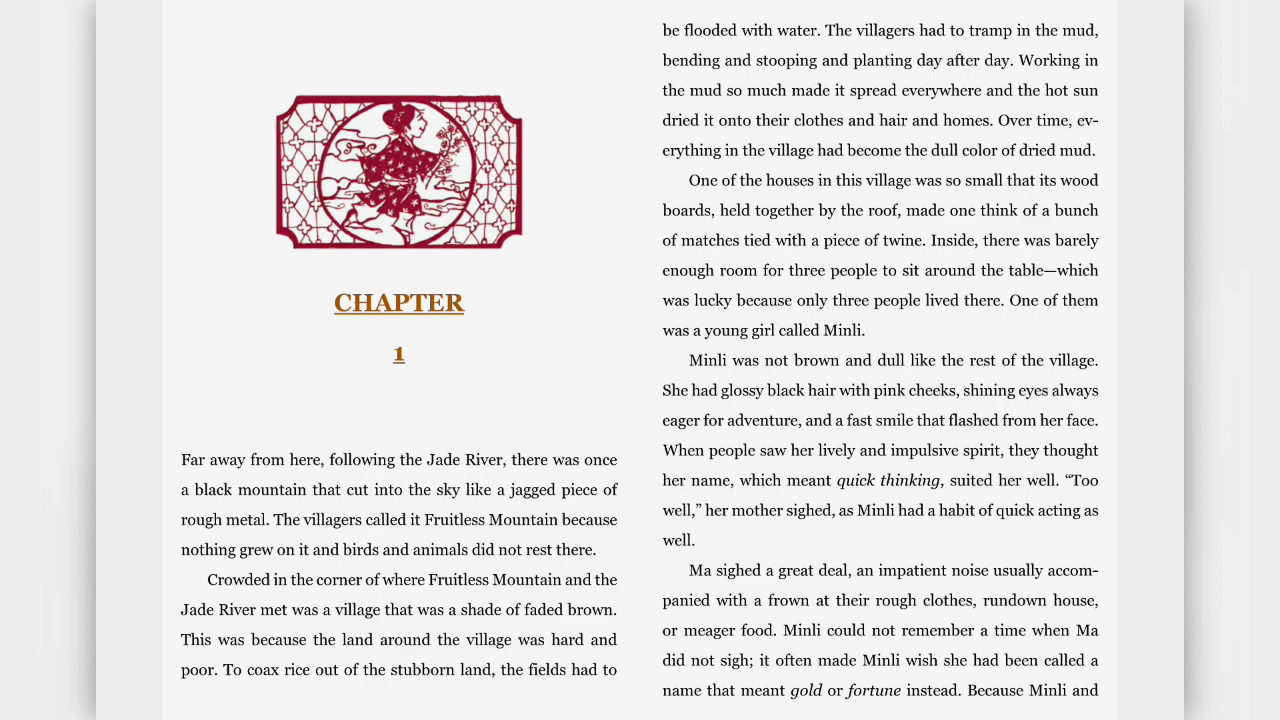 CHAPTER
1
Far away from here, following the Jade River, there was once
a black mountain that cut into the sky like a jagged piece of
rough metal. The villagers called it Fruitless Mountain because
nothing grew on it and birds and animals did not rest there.
Crowded in the corner of where Fruitless Mountain and the
Jade River met was a village that was a shade of faded brown.
This was because the land around the village was hard and
poor. To coax rice out of the stubborn land, the fields had to
be flooded with water. The villagers had to tramp in the mud,
bending and stooping and planting day after day. Working in
the mud so much made it spread everywhere and the hot sun
dried it onto their clothes and hair and homes. Over time, ev-
erything in the village had become the dull color of dried mud.
One of the houses in this village was so small that its wood
boards, held together by the roof, made one think of a bunch
of matches tied with a piece of twine. Inside, there was barely
enough room for three people to sit around the table—which
was lucky because only three people lived there. One of them
was a young girl called Minli.
Minli was not brown and dull like the rest of the village.
She had glossy black hair with pink cheeks, shining eyes always
eager for adventure, and a fast smile that flashed from her face.
When people saw her lively and impulsive spirit, they thought
her name, which meant quick thinking, suited her well. “Too
well,” her mother sighed, as Minli had a habit of quick acting as
well.
Ma sighed a great deal, an impatient noise usually accom-
panied with a frown at their rough clothes, rundown house,
or meager food. Minli could not remember a time when Ma
did not sigh; it often made Minli wish she had been called a
name that meant gold or fortune instead. Because Minli and